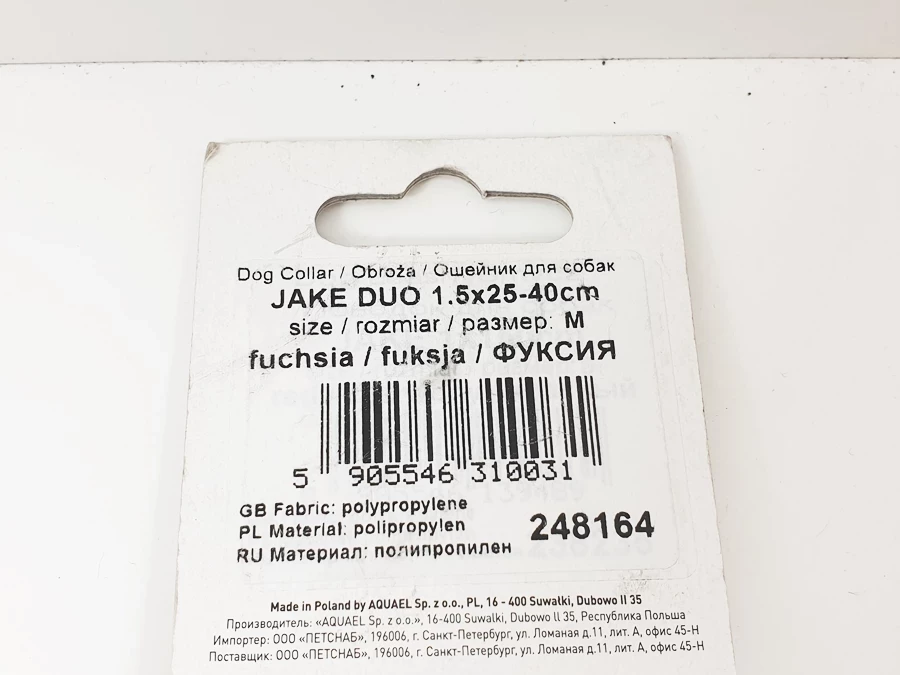 Dog Collar / Obroża / Ошейник для собак
JAKE DUO 1.5x25-40cm
size / rozmiar / размер: M
fuchsia / fuksja / ФУКСИЯ
5 905546 310031
GB Fabric: polypropylene
PL Materiał: polipropylen
RU Материал: полипропилен
248164
Made in Poland by AQUAEL Sp. z o.o., PL, 16 - 400 Suwałki, Dubowo II 35
Производитель: «AQUAEL Sp. z o.o.», 16-400 Suwalki, Dubowo ll 35, Республика Польша
Импортер: ООО «ПЕТСНАБ», 196006, г. Санкт-Петербург, ул. Ломаная д.11, лит. А, офис 45-Н
Поставщик: ООО «ПЕТСНАБ», 196006, г. Санкт-Петербург, ул. Ломаная д.11, лит. А, офис 45-Н